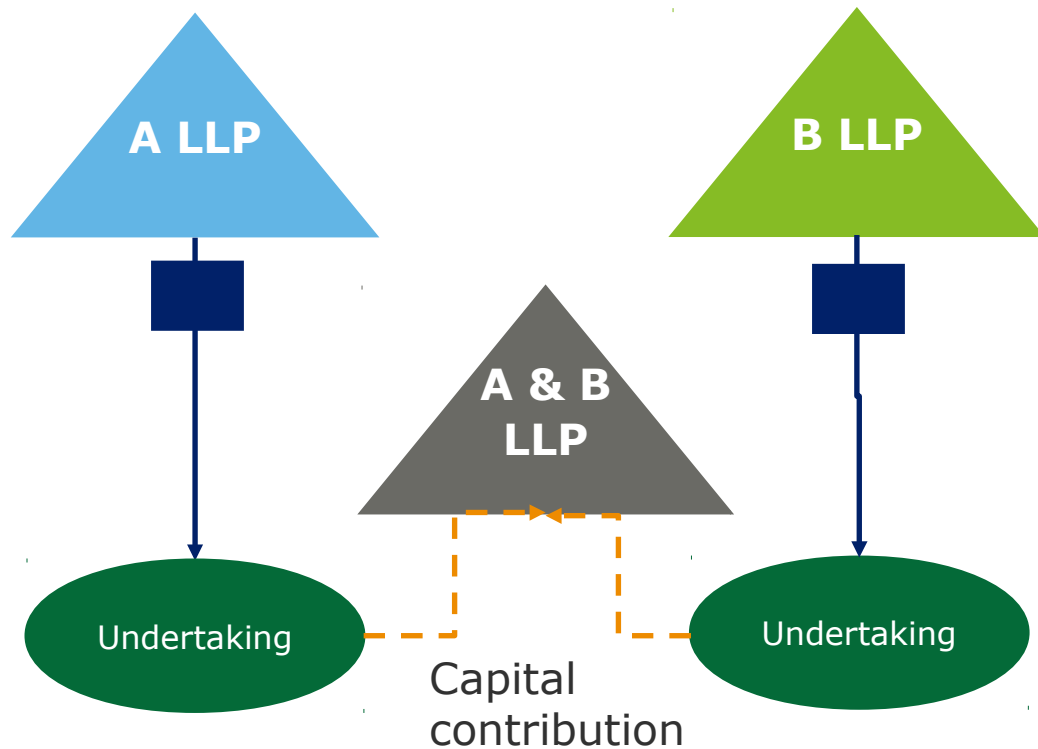 A LLP
B LLP
A & B
LLP
Undertaking
Undertaking
Capital
contribution